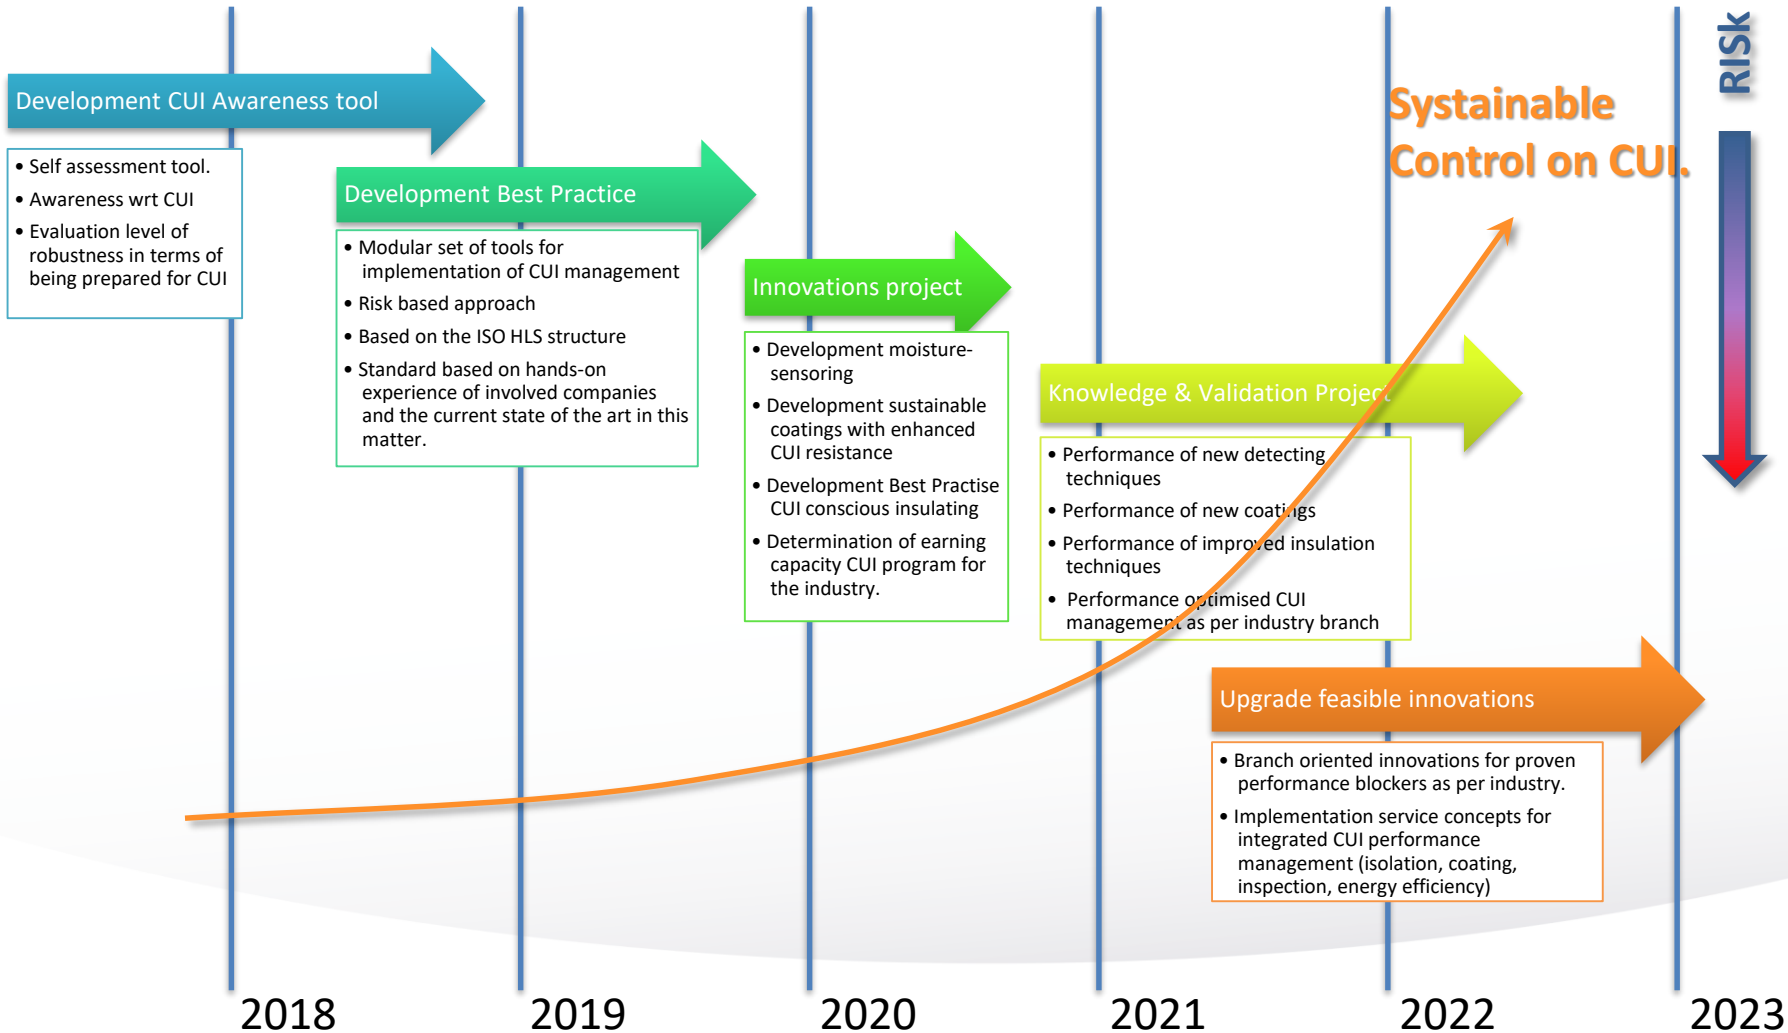 RISk
Systainable
Control on CUI.
Development CUI Awareness tool
• Self assessment tool.
• Awareness wrt CUI
• Evaluation level of
robustness in terms of
being prepared for CUI
Development Best Practice
• Modular set of tools for
implementation of CUI management
• Risk based approach
• Based on the ISO HLS structure
• Standard based on hands-on
experience of involved companies
and the current state of the art in this
matter.
Innovations project
• Development moisture-
sensoring
• Development sustainable
coatings with enhanced
CUI resistance
• Development Best Practise
CUI conscious insulating
• Determination of earning
capacity CUI program for
the industry.
Knowledge & Validation Project
• Performance of new detecting
techniques
• Performance of new coatings
• Performance of improved insulation
techniques
• Performance optimised CUI
management as per industry branch
Upgrade feasible innovations
• Branch oriented innovations for proven
performance blockers as per industry.
• Implementation service concepts for
integrated CUI performance
management (isolation, coating,
inspection, energy efficiency)
2018 2019 2020 2021 2022 2023